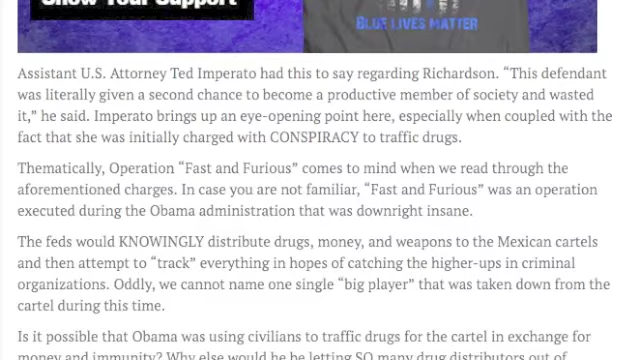 Show Your Support
BLUE LIVES MATTER
Assistant U.S. Attorney Ted Imperato had this to say regarding Richardson. “This defendant
was literally given a second chance to become a productive member of society and wasted
it,” he said. Imperato brings up an eye-opening point here, especially when coupled with the
fact that she was initially charged with CONSPIRACY to traffic drugs.
Thematically, Operation “Fast and Furious” comes to mind when we read through the
aforementioned charges. In case you are not familiar, “Fast and Furious” was an operation
executed during the Obama administration that was downright insane.
The feds would KNOWINGLY distribute drugs, money, and weapons to the Mexican cartels
and then attempt to “track” everything in hopes of catching the higher-ups in criminal
organizations. Oddly, we cannot name one single “big player” that was taken down from the
cartel during this time.
Is it possible that Obama was using civilians to traffic drugs for the cartel in exchange for
money and immunity? Why else would he be letting SO many drug distributors out of